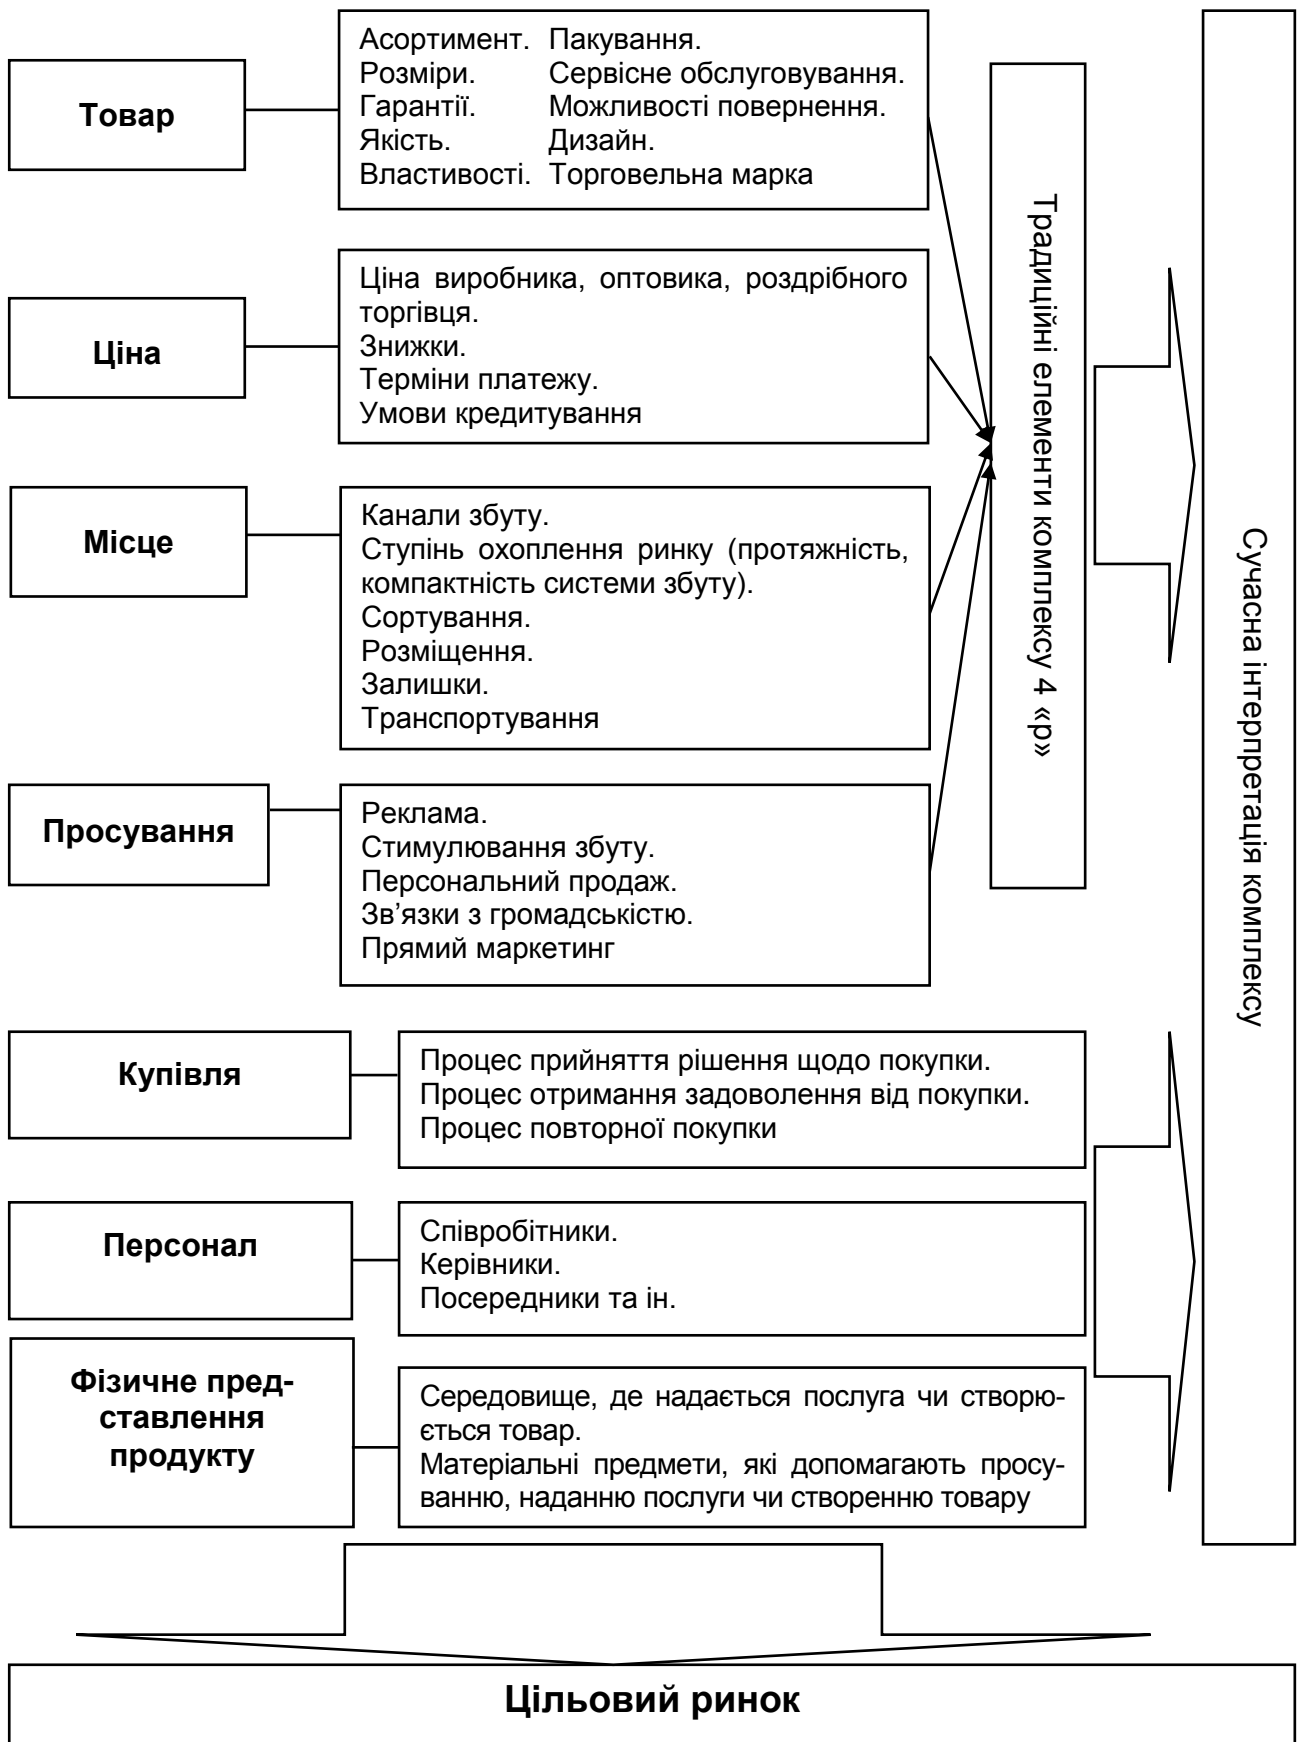 Товар
Асортимент. Пакування.
Розміри. Сервісне обслуговування.
Гарантії. Можливості повернення.
Якість. Дизайн.
Властивості. Торговельна марка
Ціна
Ціна виробника, оптовика, роздрібного
торгівця.
Знижки.
Терміни платежу.
Умови кредитування
Місце
Канали збуту.
Ступінь охоплення ринку (протяжність,
компактність системи збуту).
Сортування.
Розміщення.
Залишки.
Транспортування
Просування
Реклама.
Стимулювання збуту.
Персональний продаж.
Зв’язки з громадськістю.
Прямий маркетинг
Традиційні елементи комплексу 4 «р»
Купівля
Процес прийняття рішення щодо покупки.
Процес отримання задоволення від покупки.
Процес повторної покупки
Персонал
Співробітники.
Керівники.
Посередники та ін.
Фізичне пред-
ставлення
продукту
Середовище, де надається послуга чи створю-
ється товар.
Матеріальні предмети, які допомагають просу-
ванню, наданню послуги чи створенню товару
Сучасна інтерпретація комплексу
Цільовий ринок